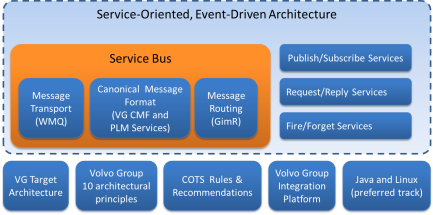 Service-Oriented, Event-Driven Architecture
Service Bus
Message
Transport
(WMQ)
Canonical Message
Format
(VG CMF and
PLM Services)
Message
Routing
(GimR)
Publish/Subscribe Services
Request/Reply Services
Fire/Forget Services
VG Target
Architecture
Volvo Group
10 architectural
principles
COTS Rules &
Recommendations
Volvo Group
Integration
Platform
Java and Linux
(preferred track)